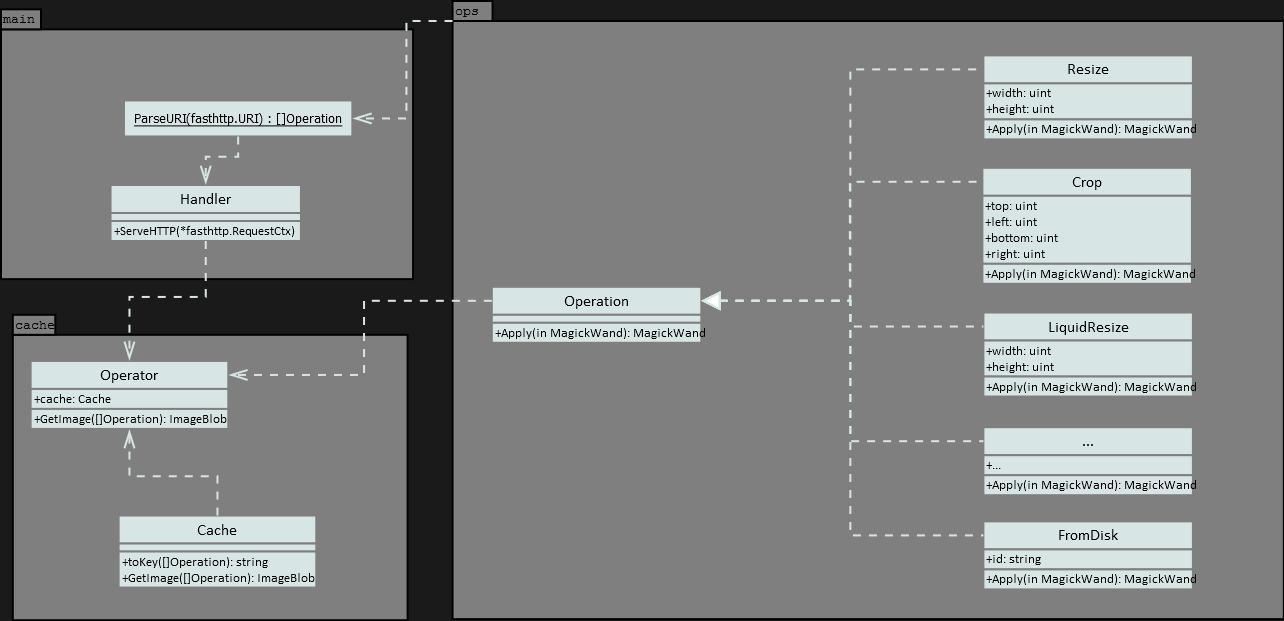 main
ParseURI(fasthttp.URI) : []Operation
Handler
+ServeHTTP(*fasthttp.RequestCtx)
cache
Operator
+cache: Cache
+GetImage([]Operation): ImageBlob
Cache
+toKey([]Operation): string
+GetImage([]Operation): ImageBlob
ops
Operation
+Apply(in MagickWand): MagickWand
Resize
+width: uint
+height: uint
+Apply(in MagickWand): MagickWand
Crop
+top: uint
+left: uint
+bottom: uint
+right: uint
+Apply(in MagickWand): MagickWand
LiquidResize
+width: uint
+height: uint
+Apply(in MagickWand): MagickWand
...
+...
+Apply(in MagickWand): MagickWand
FromDisk
+id: string
+Apply(in MagickWand): MagickWand